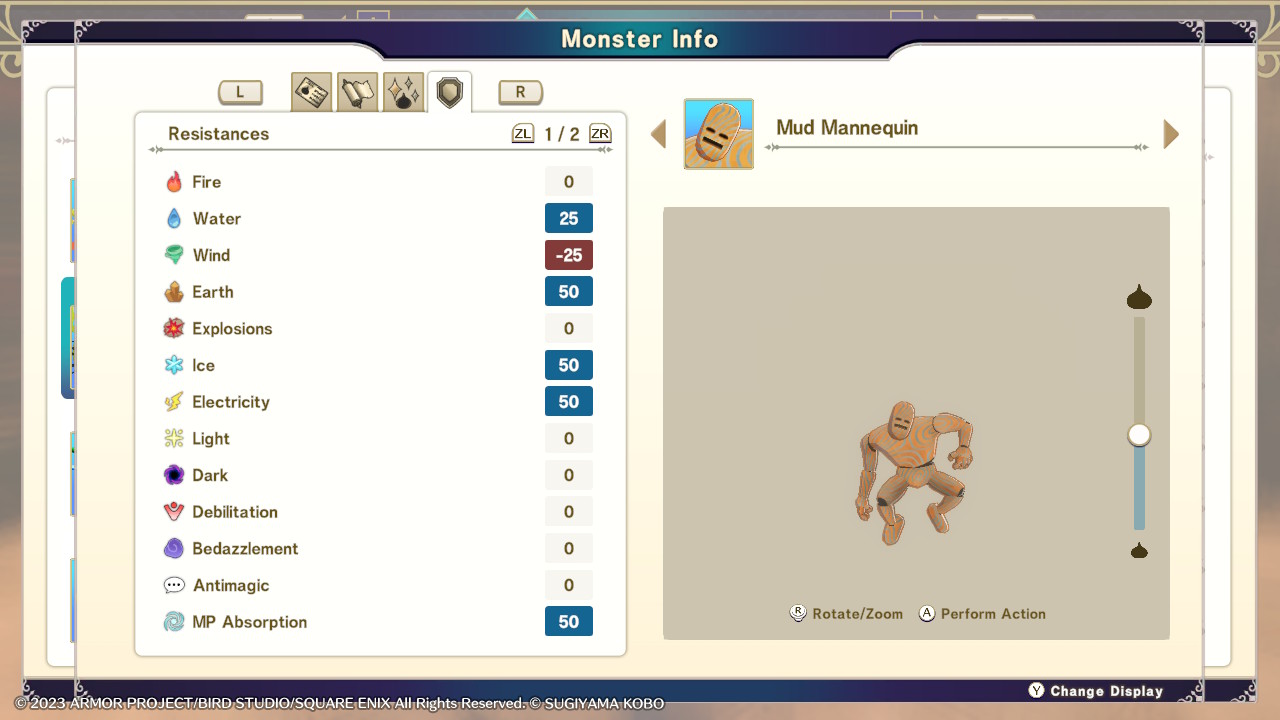 Monster Info
L
R
Resistances
ZL 1 / 2 ZR
Mud Mannequin
Fire 0
Water 25
Wind -25
Earth 50
Explosions 0
Ice 50
Electricity 50
Light 0
Dark 0
Debilitation 0
Bedazzlement 0
Antimagic 0
MP Absorption 50
R Rotate/Zoom A Perform Action
Y Change Display
© 2023 ARMOR PROJECT/BIRD STUDIO/SQUARE ENIX All Rights Reserved. © SUGIYAMA KOBO